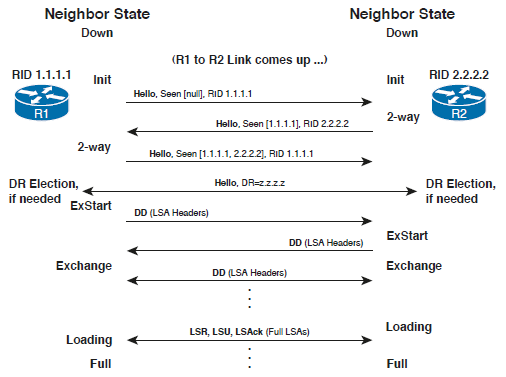 Neighbor State Neighbor State
Down Down
(R1 to R2 Link comes up ...)
RID 1.1.1.1 Init Init RID 2.2.2.2
Hello, Seen [null], RID 1.1.1.1
R1 R2
2-way
Hello, Seen [1.1.1.1], RID 2.2.2.2
2-way
Hello, Seen [1.1.1.1, 2.2.2.2], RID 1.1.1.1
DR Election, Hello, DR=z.z.z.z DR Election,
if needed if needed
ExStart
DD (LSA Headers)
ExStart
DD (LSA Headers)
Exchange Exchange
DD (LSA Headers)
Loading
LSR, LSU, LSAck (Full LSAs)
Loading
Full Full